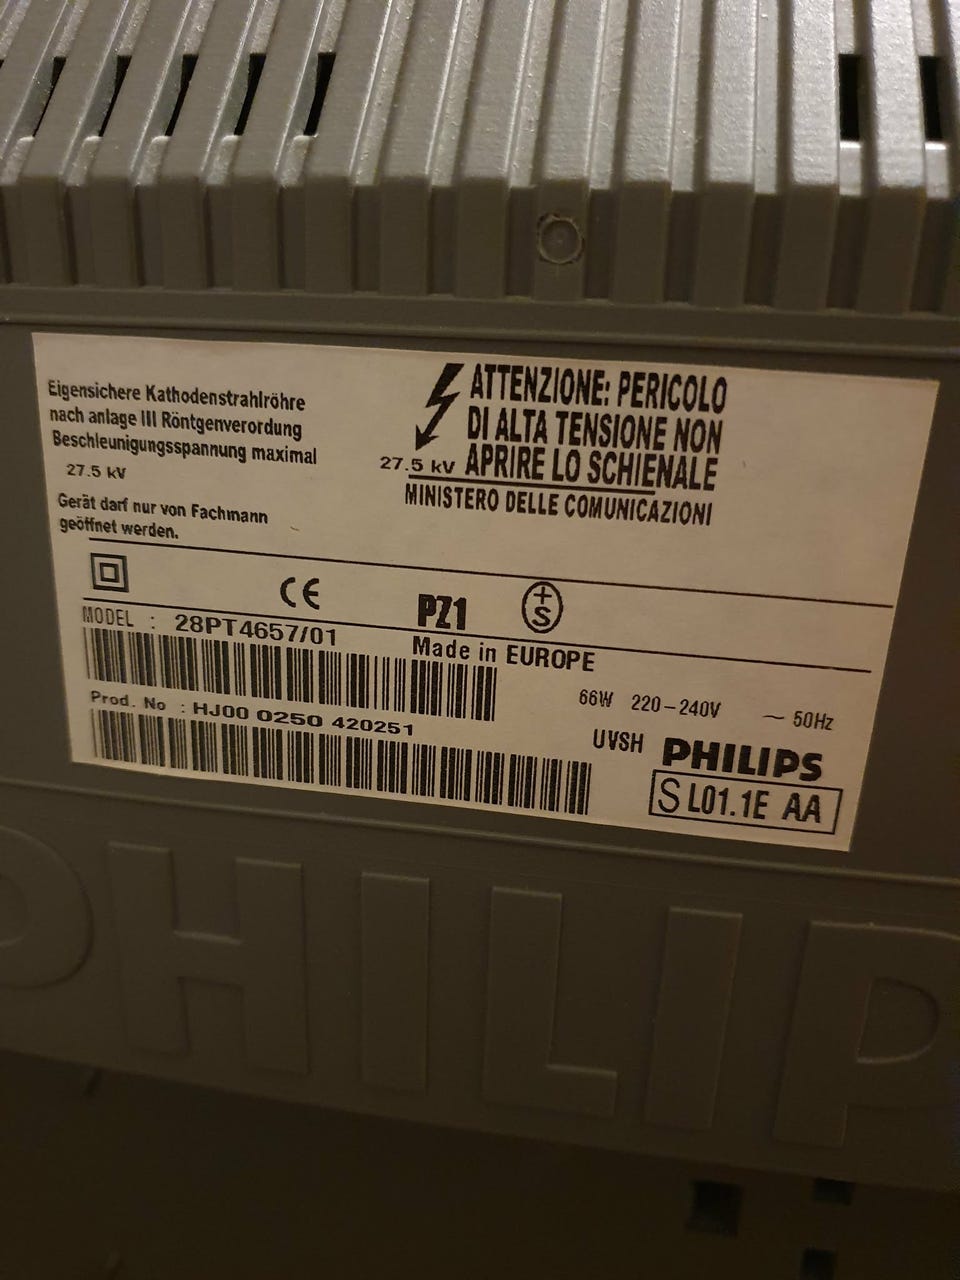 Eigensichere Kathodenstrahlröhre
nach anlage III Röntgenverordung
Beschleunigungsspannung maximal
27.5 kV
Gerät darf nur von Fachmann
geöffnet werden.
ATTENZIONE: PERICOLO
DI ALTA TENSIONE NON
27.5 kV APRIRE LO SCHIENALE
MINISTERO DELLE COMUNICAZIONI
CE
PZ1
+
S
MODEL : 28PT4657/01
Made in EUROPE
66W 220-240V ~ 50Hz
Prod. No : HJ00 0250 420251
UVSH PHILIPS
S L01.1E AA
PHILIP